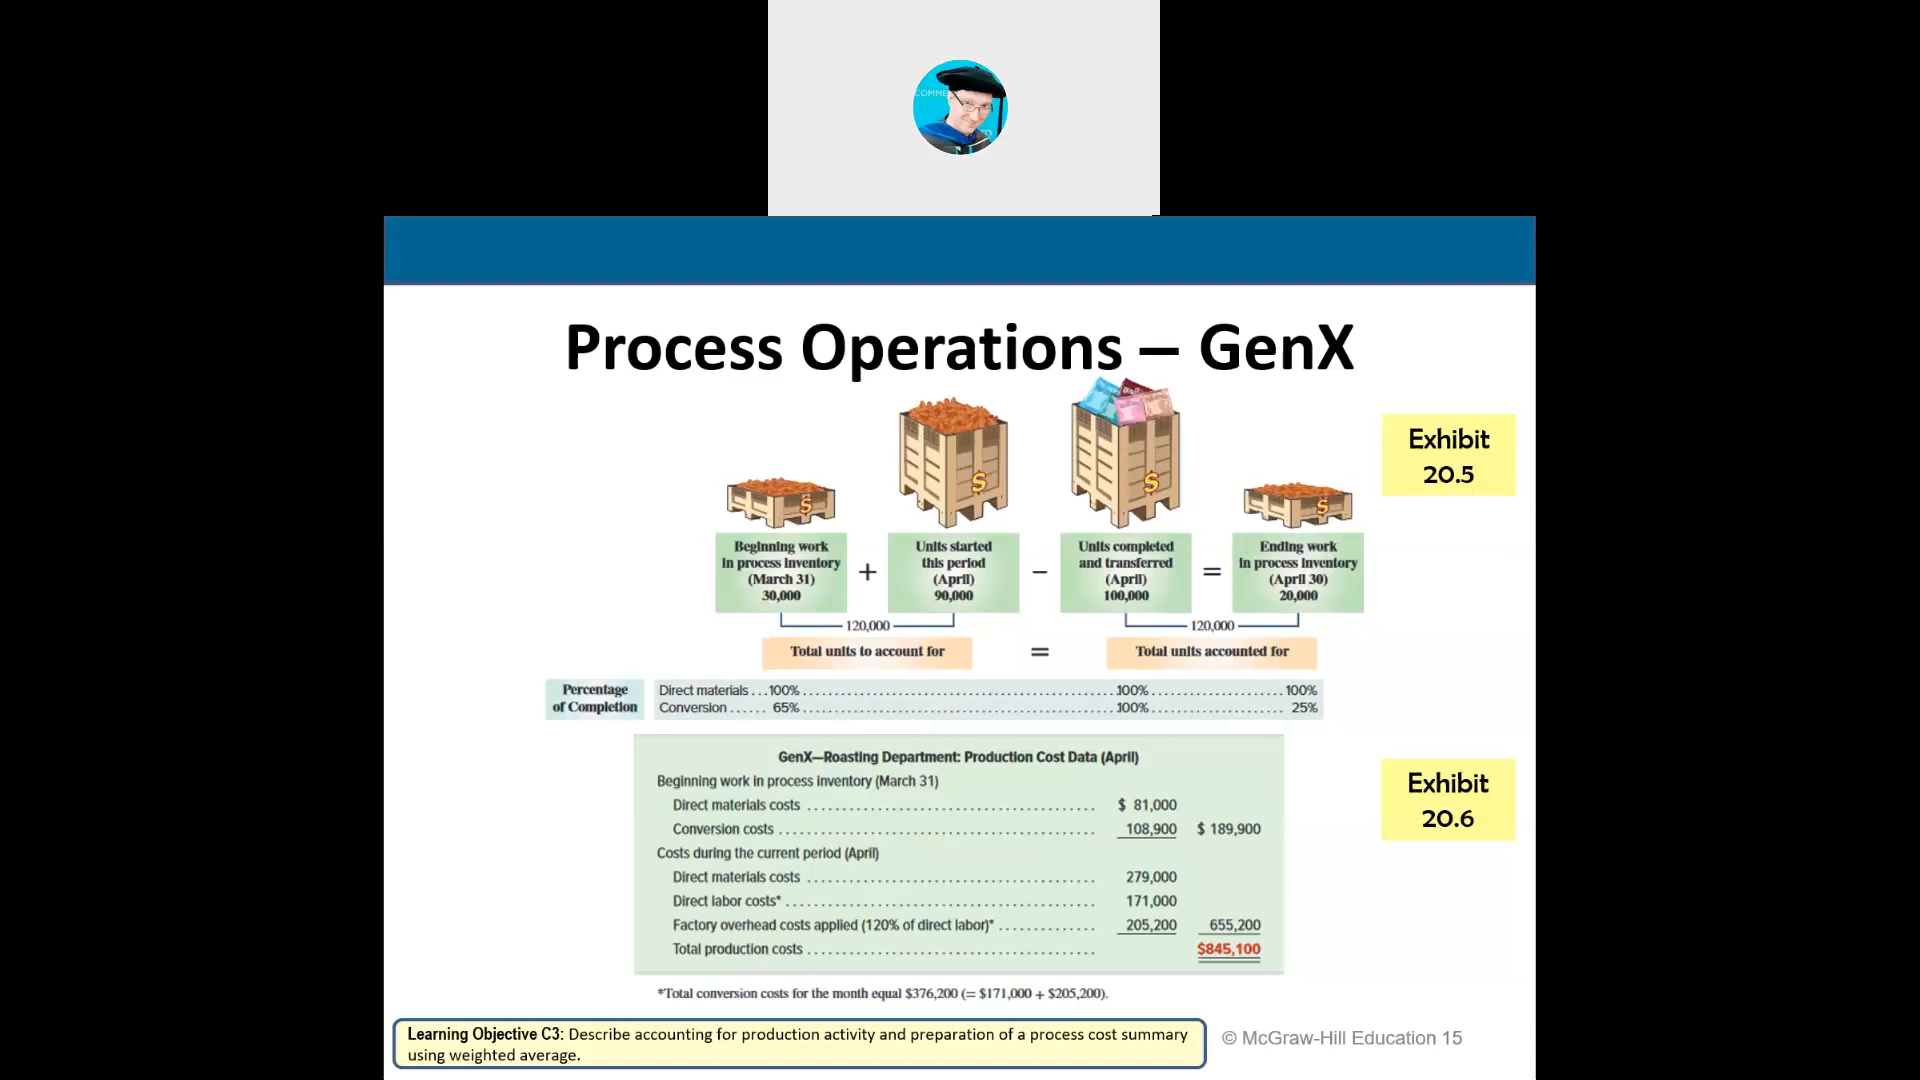 COMME
Process Operations – GenX
Exhibit
20.5
$
$
$
$
Beginning work
in process inventory
(March 31)
30,000
+
Units started
this period
(April)
90,000
–
Units completed
and transferred
(April)
100,000
=
Ending work
in process inventory
(April 30)
20,000
120,000
120,000
Total units to account for
=
Total units accounted for
Percentage
of Completion
Direct materials ... 100% ........................................ 100% ..................... 100%
Conversion ...... 65% ........................................ 100% ..................... 25%
GenX—Roasting Department: Production Cost Data (April)
Beginning work in process inventory (March 31)
Direct materials costs ........................................ $ 81,000
Conversion costs ........................................ 108,900 $ 189,900
Costs during the current period (April)
Direct materials costs ........................................ 279,000
Direct labor costs* ........................................ 171,000
Factory overhead costs applied (120% of direct labor)* .............. 205,200 655,200
Total production costs ........................................ $845,100
Exhibit
20.6
*Total conversion costs for the month equal $376,200 (= $171,000 + $205,200).
Learning Objective C3: Describe accounting for production activity and preparation of a process cost summary
using weighted average.
© McGraw-Hill Education 15